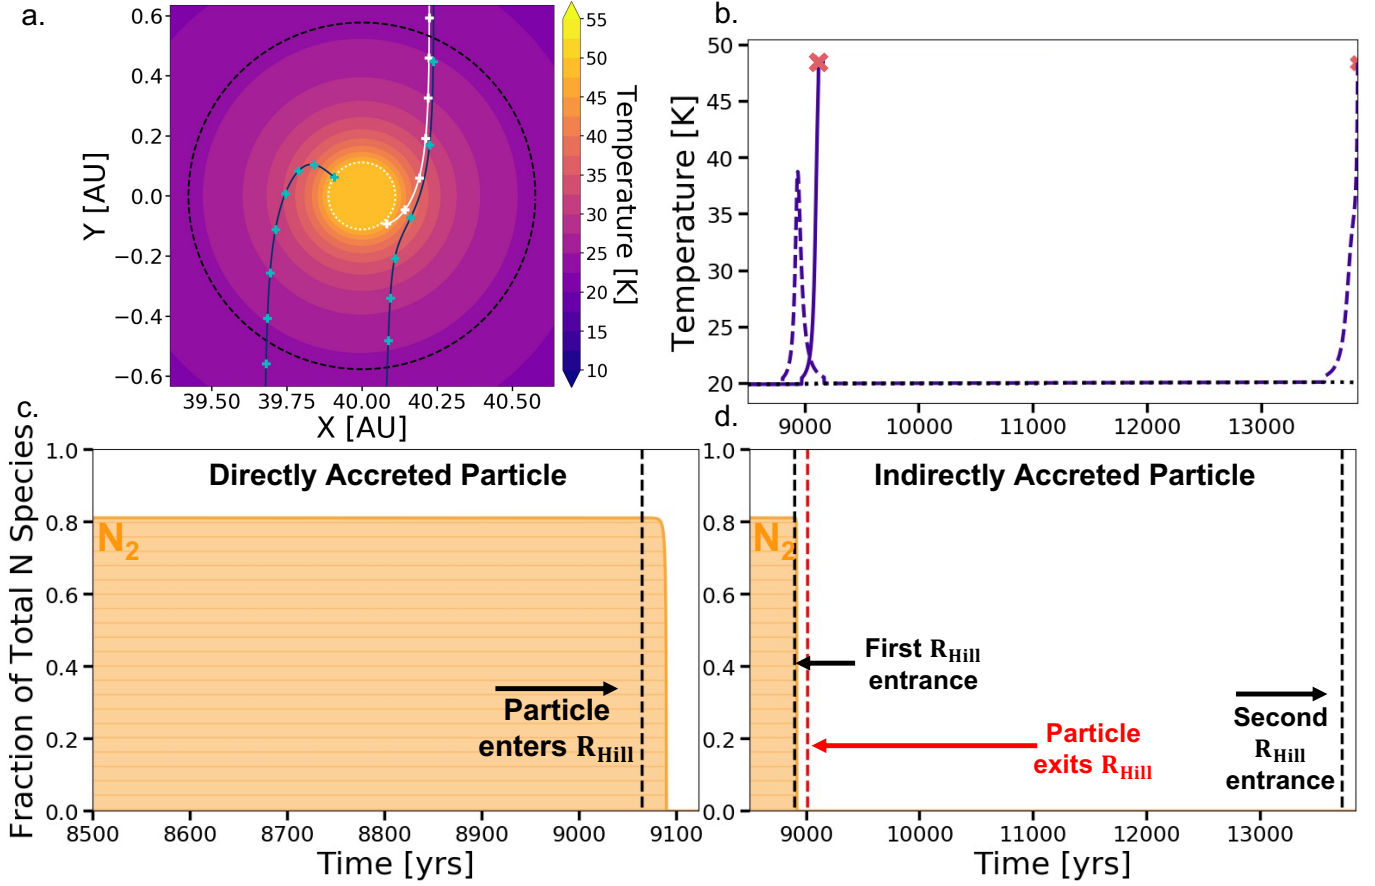 a.
0.6
0.4
0.2
0.0
−0.2
−0.4
−0.6
Y [AU]
39.50 39.75 40.00 40.25 40.50
X [AU]
55
50
45
40
35
30
25
20
15
10
Temperature [K]
b.
50
45
40
35
30
25
20
Temperature [K]
9000 10000 11000 12000 13000
c.
Directly Accreted Particle
1.0
0.8
0.6
0.4
0.2
0.0
Fraction of Total N Species
N₂
Particle
enters R_Hill
8500 8600 8700 8800 8900 9000 9100
Time [yrs]
d.
Indirectly Accreted Particle
1.0
0.8
0.6
0.4
0.2
0.0
N₂
First R_Hill
entrance
Particle
exits R_Hill
Second
R_Hill
entrance
9000 10000 11000 12000 13000
Time [yrs]